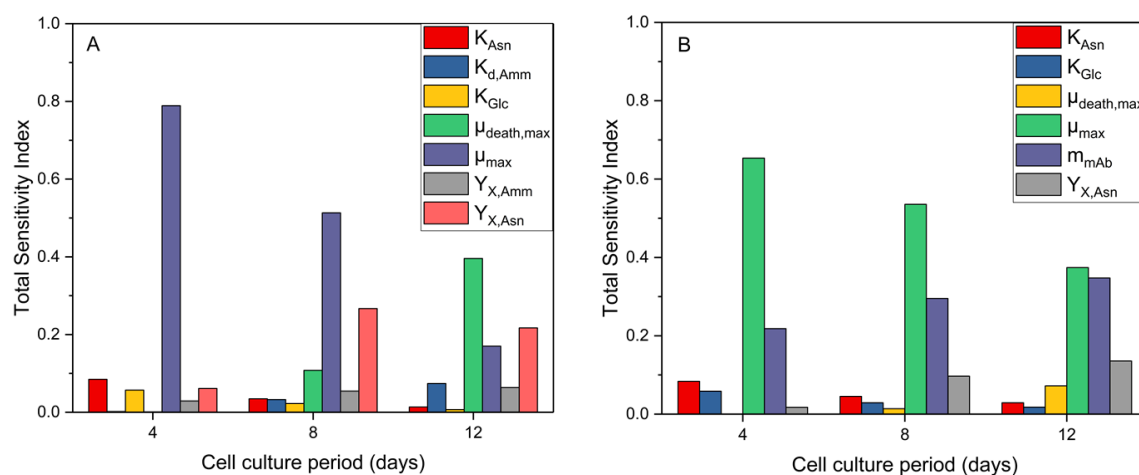 A
Total Sensitivity Index
1.0
0.8
0.6
0.4
0.2
0.0
4
8
12
Cell culture period (days)
K_Asn
K_d,Amm
K_Glc
μ_death,max
μ_max
Y_X,Amm
Y_X,Asn
B
Total Sensitivity Index
1.0
0.8
0.6
0.4
0.2
0.0
4
8
12
Cell culture period (days)
K_Asn
K_Glc
μ_death,max
μ_max
m_mAb
Y_X,Asn